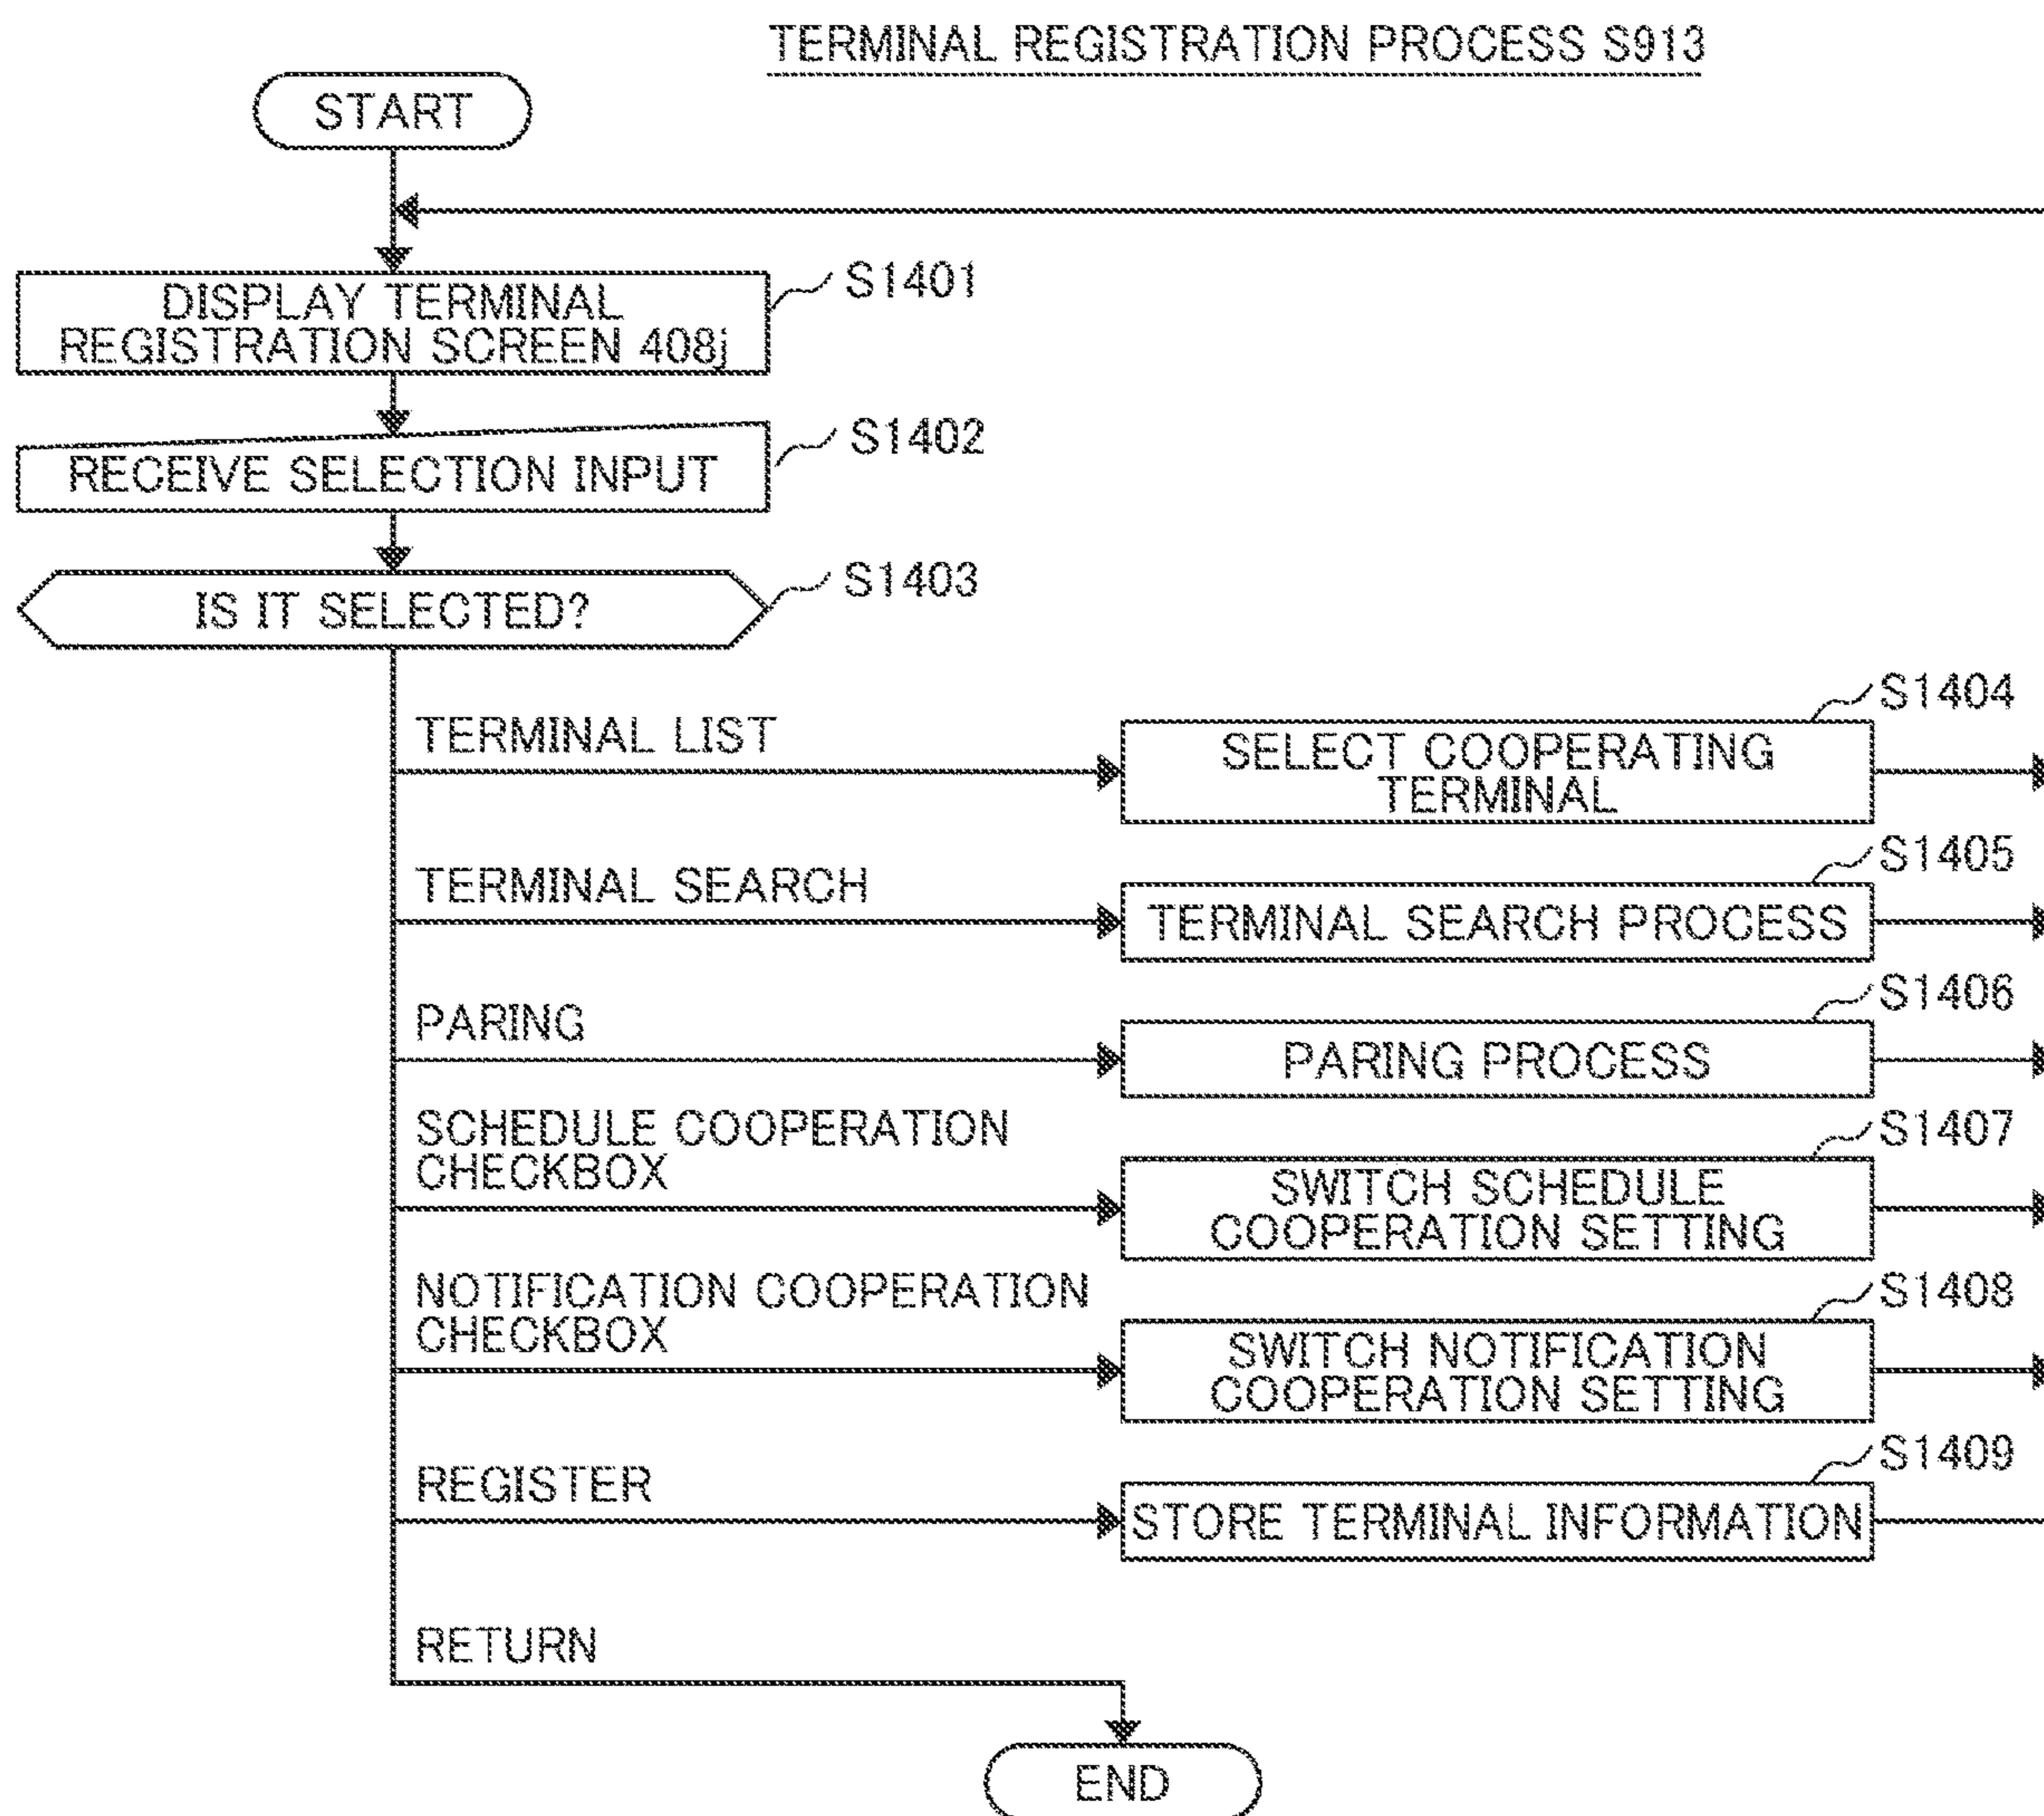 TERMINAL REGISTRATION PROCESS S913
START
DISPLAY TERMINAL
REGISTRATION SCREEN 408j
S1401
RECEIVE SELECTION INPUT
S1402
IS IT SELECTED?
S1403
TERMINAL LIST
SELECT COOPERATING
TERMINAL
S1404
TERMINAL SEARCH
TERMINAL SEARCH PROCESS
S1405
PARING
PARING PROCESS
S1406
SCHEDULE COOPERATION
CHECKBOX
SWITCH SCHEDULE
COOPERATION SETTING
S1407
NOTIFICATION COOPERATION
CHECKBOX
SWITCH NOTIFICATION
COOPERATION SETTING
S1408
REGISTER
STORE TERMINAL INFORMATION
S1409
RETURN
END